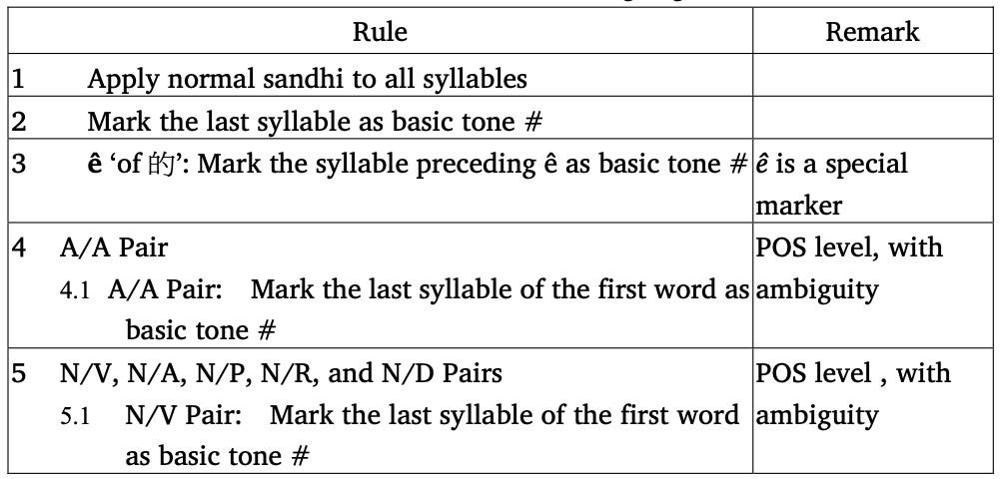 Rule Remark
1 Apply normal sandhi to all syllables
2 Mark the last syllable as basic tone #
3 ê ‘of 的’: Mark the syllable preceding ê as basic tone # ê is a special
marker
4 A/A Pair POS level, with
4.1 A/A Pair: Mark the last syllable of the first word as ambiguity
basic tone #
5 N/V, N/A, N/P, N/R, and N/D Pairs POS level , with
5.1 N/V Pair: Mark the last syllable of the first word ambiguity
as basic tone #